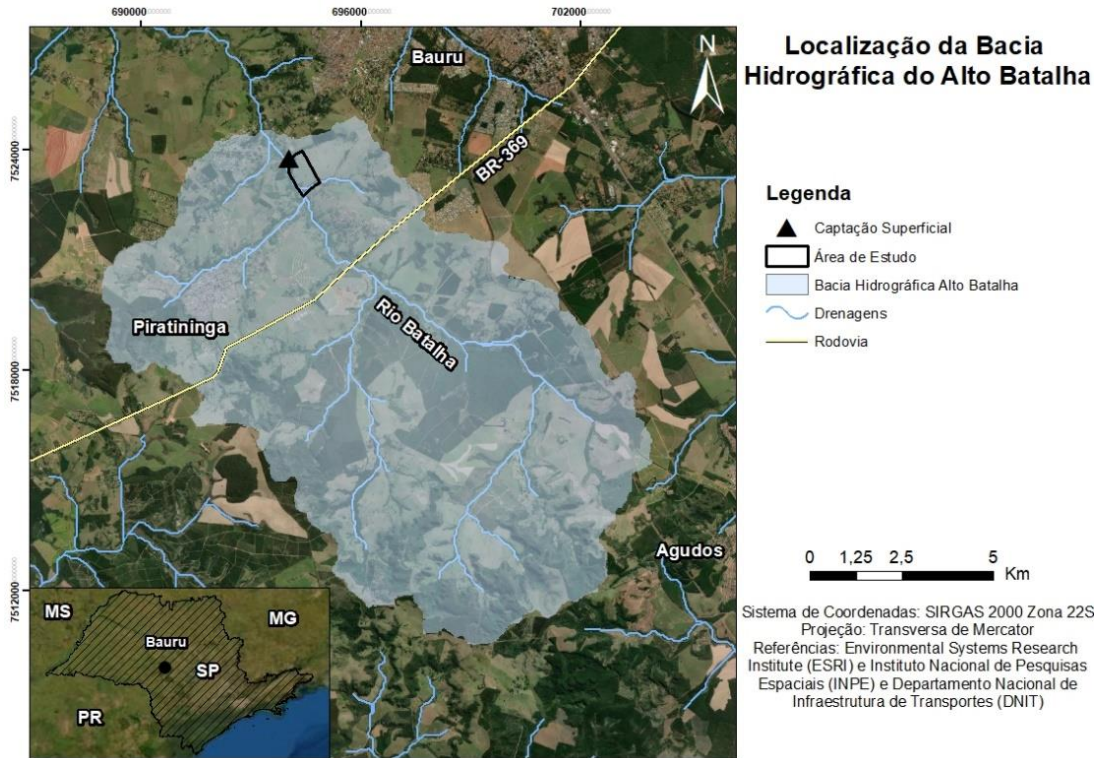 690000
696000
702000
7524000
7518000
7512000
Bauru
BR-369
Rio Batalha
Piratininga
Agudos
N
MS
MG
Bauru
SP
PR
Localização da Bacia
Hidrográfica do Alto Batalha
Legenda
Captação Superficial
Área de Estudo
Bacia Hidrográfica Alto Batalha
Drenagens
Rodovia
0 1,25 2,5 5
Km
Sistema de Coordenadas: SIRGAS 2000 Zona 22S
Projeção: Transversa de Mercator
Referências: Environmental Systems Research
Institute (ESRI) e Instituto Nacional de Pesquisas
Espaciais (INPE) e Departamento Nacional de
Infraestrutura de Transportes (DNIT)